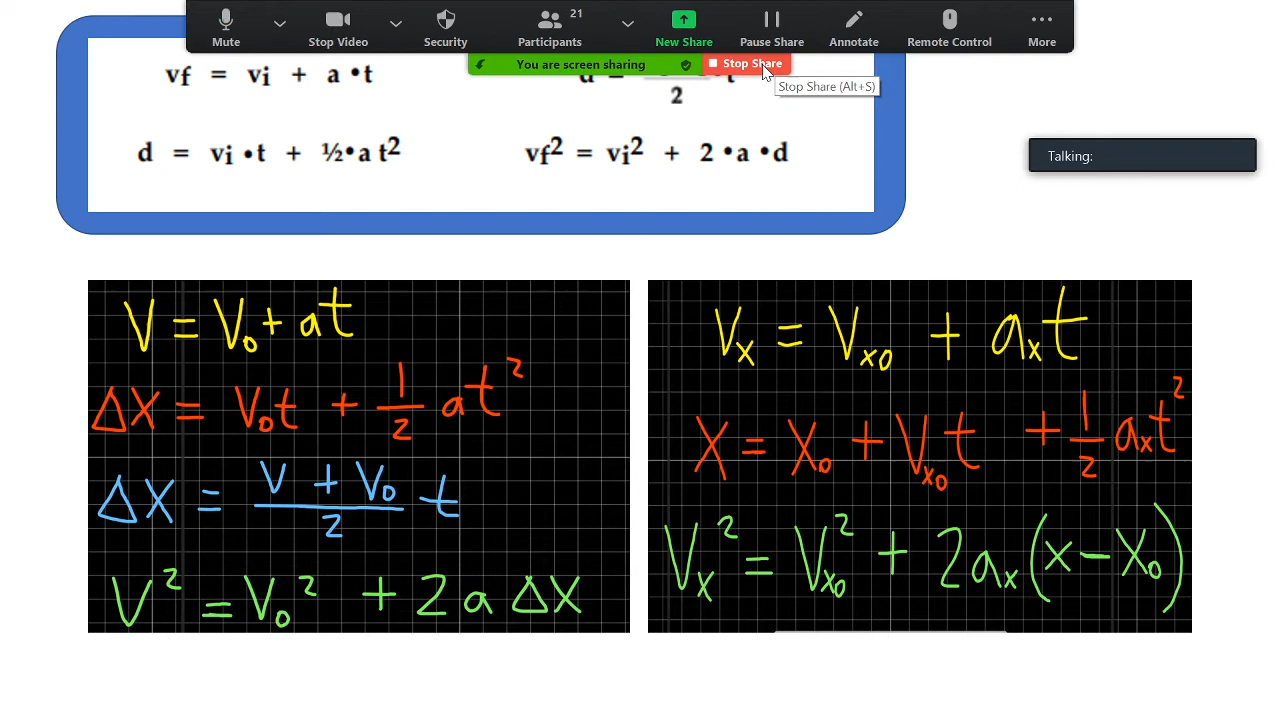 21
Mute Stop Video Security Participants New Share Pause Share Annotate Remote Control More
You are screen sharing Stop Share
Stop Share (Alt+S)
vf = vi + a •t
2
d = vi •t + ½•a t²
vf² = vi² + 2 •a •d
Talking:
V = V₀ + at
ΔX = V₀t + 1/2 at²
ΔX = (V + V₀)/2 t
V² = V₀² + 2aΔX
Vₓ = Vₓ₀ + aₓt
X = X₀ + Vₓ₀t + 1/2 aₓt²
Vₓ² = Vₓ₀² + 2aₓ(x − x₀)